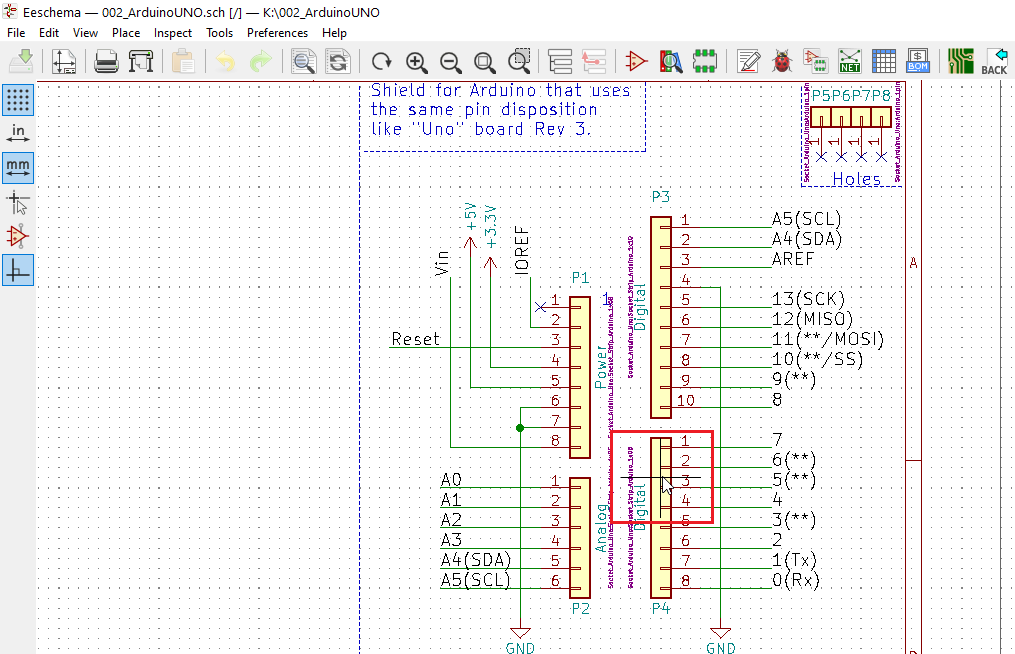 Eeschema — 002_ArduinoUNO.sch [/] — K:\002_ArduinoUNO
File Edit View Place Inspect Tools Preferences Help
NET
$
BOM
BACK
in
mm
Shield for Arduino that uses
the same pin disposition
like "Uno" board Rev 3.
P5P6P7P8
1 1 1 1
Holes
A
Vin
+5V
+3.3V
IOREF
Reset
P1
1
1
2
3
4
5
6
7
8
Power
P3
1 A5(SCL)
2 A4(SDA)
3 AREF
4
5 13(SCK)
6 12(MISO)
7 11(**/MOSI)
8 10(**/SS)
9 9(**)
10 8
Digital
A0 1
A1 2
A2 3
A3 4
A4(SDA) 5
A5(SCL) 6
Analog
P2
1 7
2 6(**)
3 5(**)
4 4
5 3(**)
6 2
7 1(Tx)
8 0(Rx)
Digital
P4
GND
GND